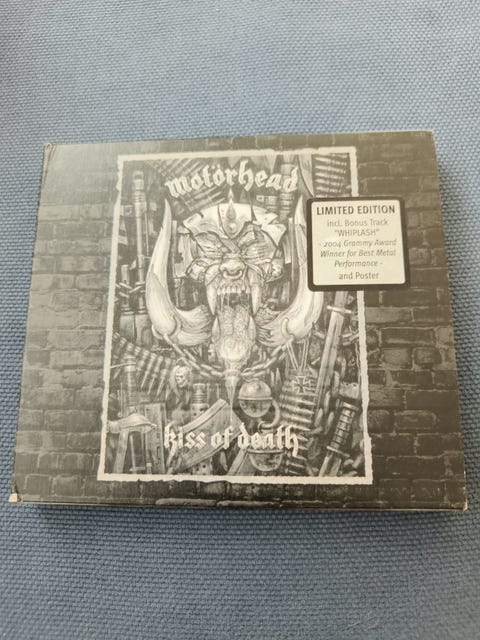 motörhead
LIMITED EDITION
incl. Bonus Track
"WHIPLASH"
- 2004 Grammy Award
Winner for Best Metal
Performance -
and Poster
kiss of death